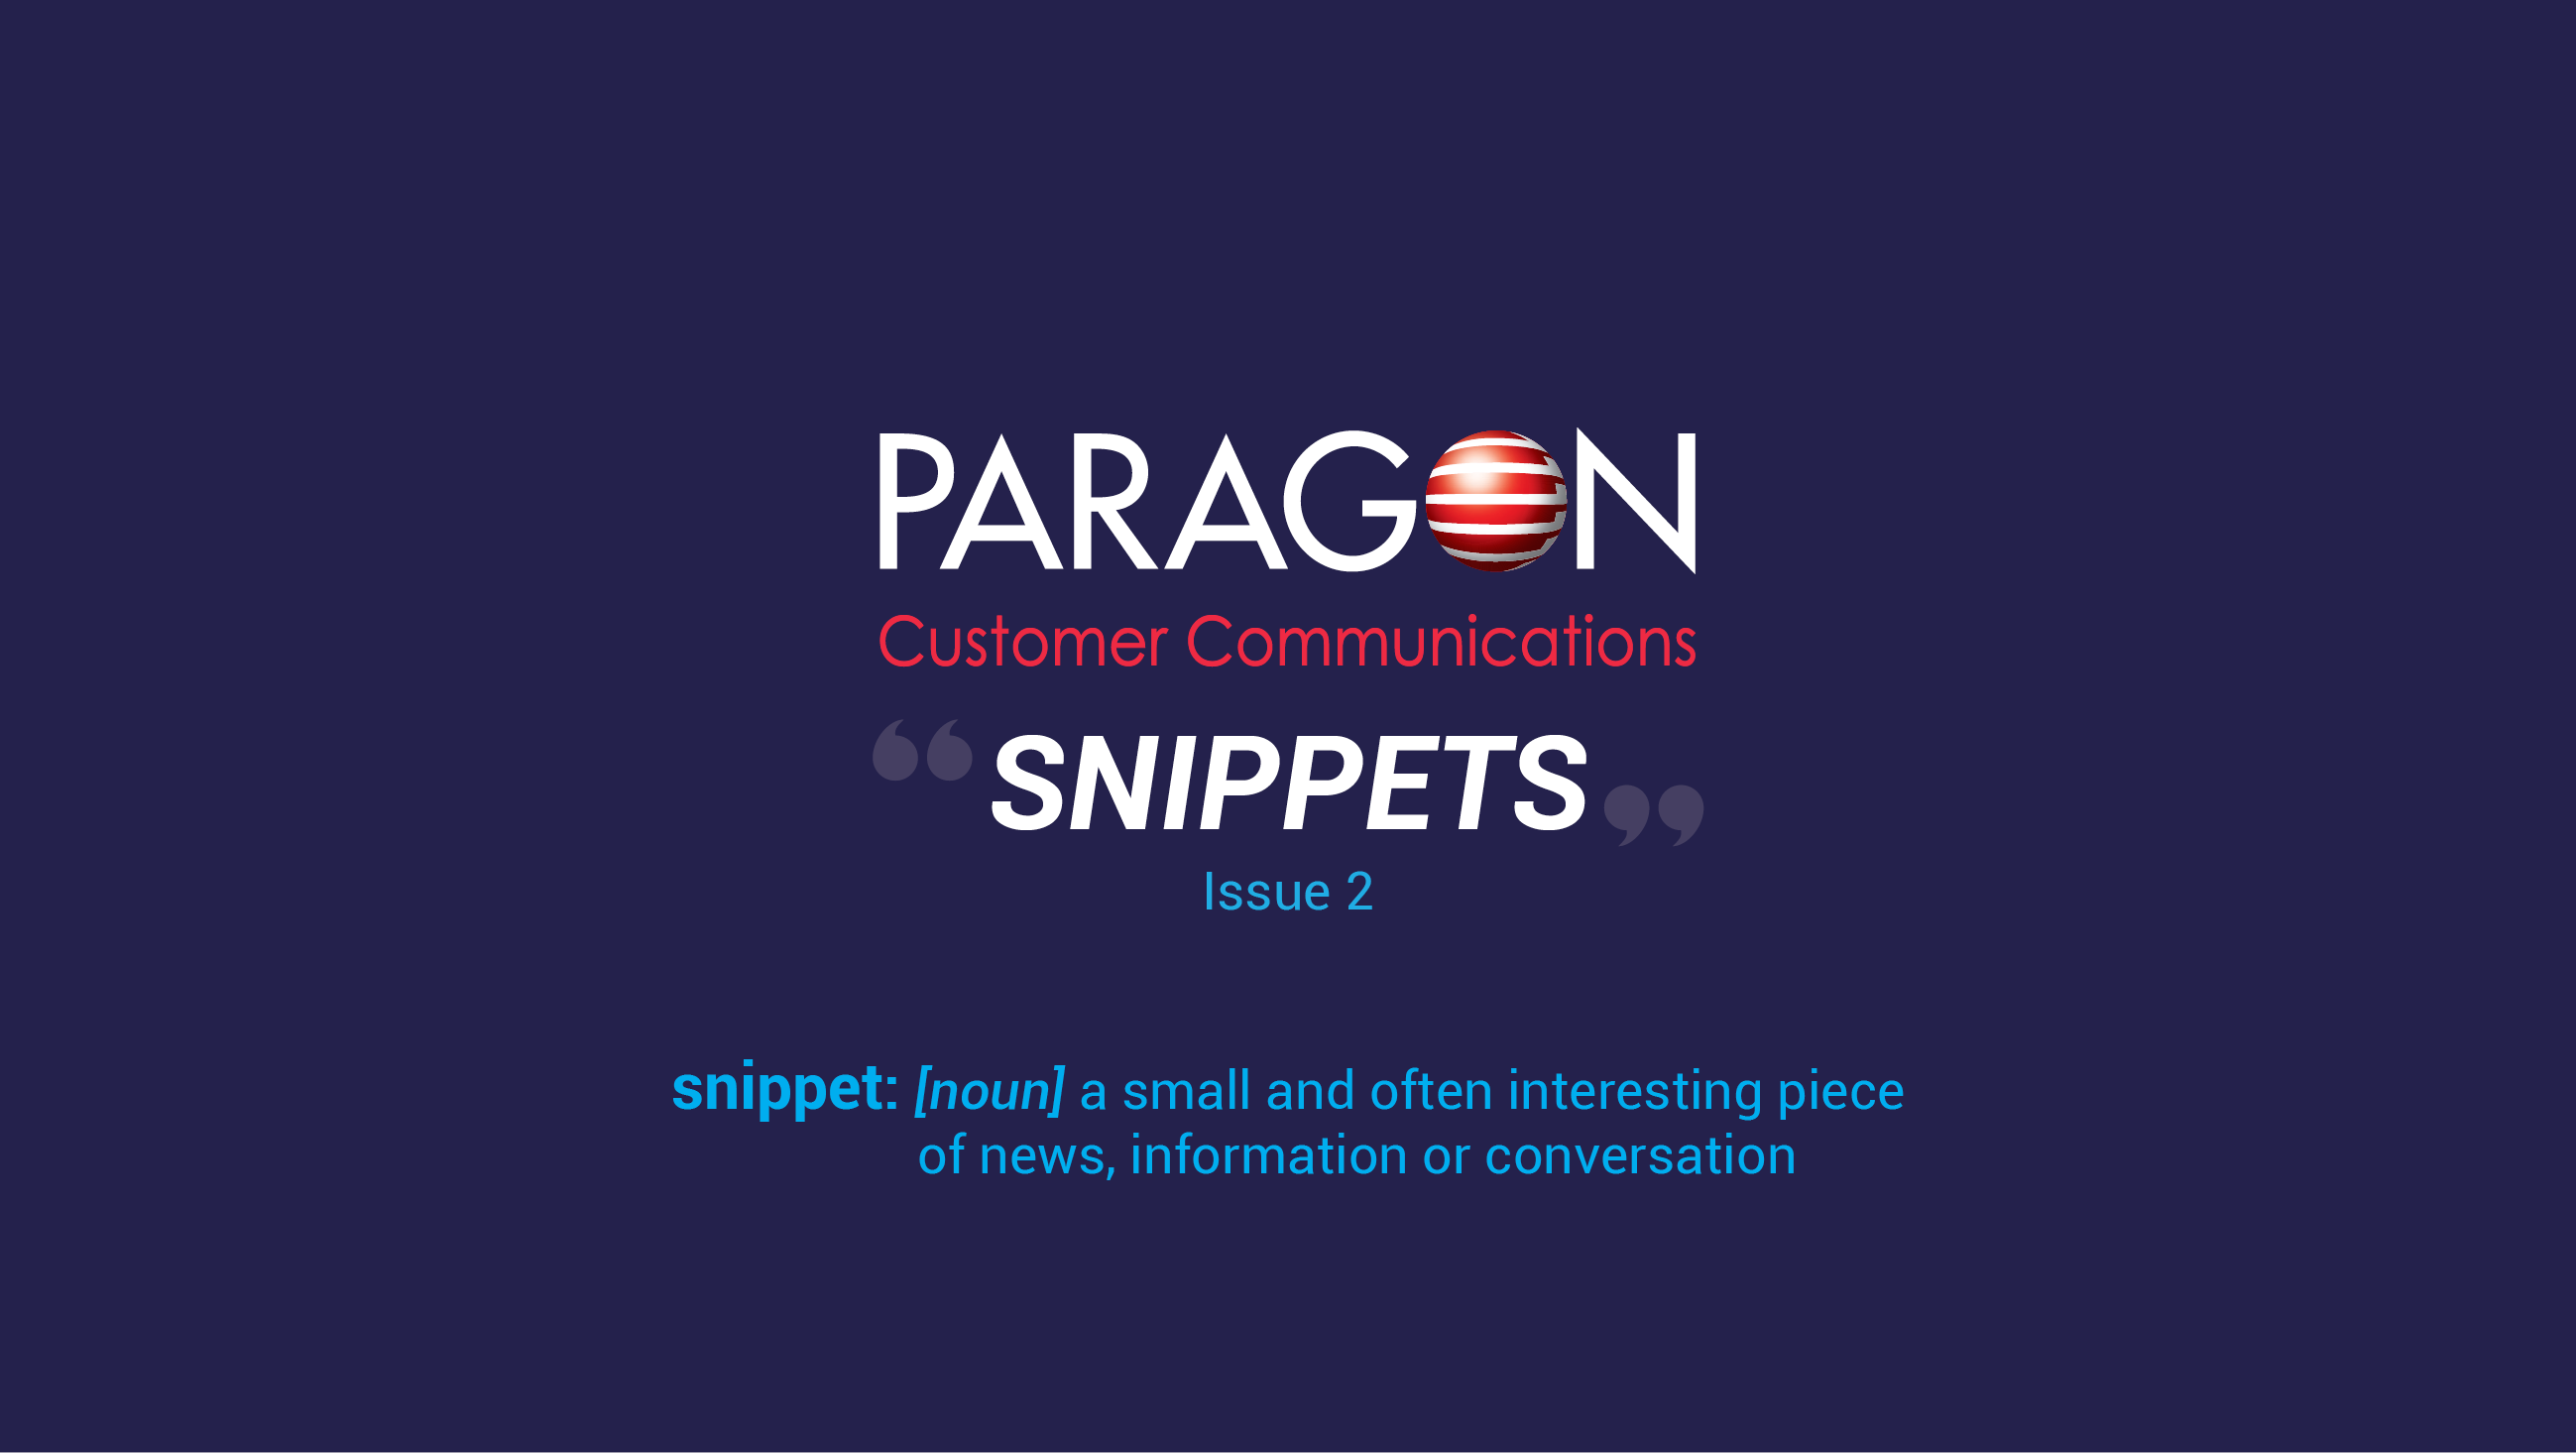 PARAGON
Customer Communications
“SNIPPETS”
Issue 2
snippet: [noun] a small and often interesting piece
of news, information or conversation